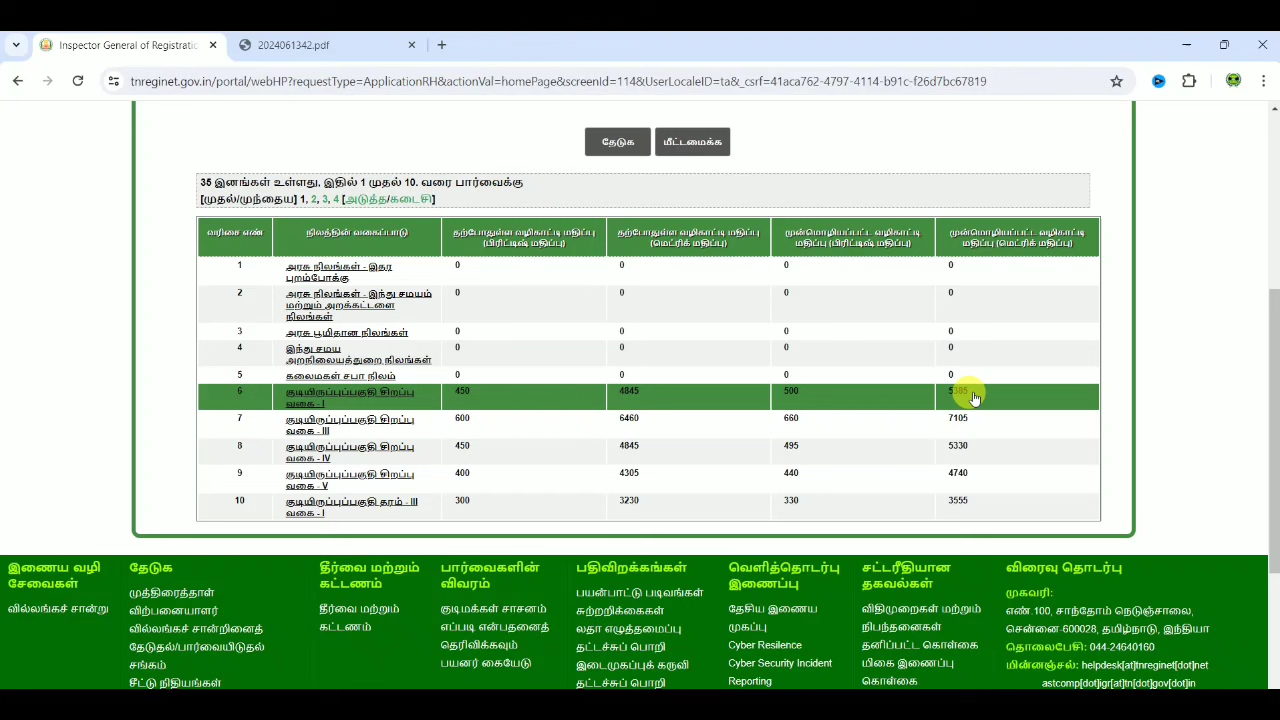 Inspector General of Registratic
2024061342.pdf
tnreginet.gov.in/portal/webHP?requestType=ApplicationRH&actionVal=homePage&screenId=114&UserLocaleID=ta&_csrf=41aca762-4797-4114-b91c-f26d7bc67819
தேடுக மீட்டமைக்க
35 இனங்கள் உள்ளது, இதில் 1 முதல் 10. வரை பார்வைக்கு
[முதல்/முந்தைய] 1, 2, 3, 4 [அடுத்த/கடைசி]
வரிசை எண் நிலத்தின் வகைப்பாடு தற்போதுள்ள வழிகாட்டி மதிப்பு (பிரிட்டிஷ் மதிப்பு) தற்போதுள்ள வழிகாட்டி மதிப்பு (மெட்ரிக் மதிப்பு) முன்மொழியப்பட்ட வழிகாட்டி மதிப்பு (பிரிட்டிஷ் மதிப்பு) முன்மொழியப்பட்ட வழிகாட்டி மதிப்பு (மெட்ரிக் மதிப்பு)
1 அரசு நிலங்கள் - இதர புறம்போக்கு 0 0 0 0
2 அரசு நிலங்கள் - இந்து சமயம் மற்றும் அறக்கட்டளை நிலங்கள் 0 0 0 0
3 அரசு பூமிதான நிலங்கள் 0 0 0 0
4 இந்து சமய அறநிலையத்துறை நிலங்கள் 0 0 0 0
5 கலைமகள் சபா நிலம் 0 0 0 0
6 குடியிருப்புப்பகுதி சிறப்பு வகை - I 450 4845 500 5385
7 குடியிருப்புப்பகுதி சிறப்பு வகை - III 600 6460 660 7105
8 குடியிருப்புப்பகுதி சிறப்பு வகை - IV 450 4845 495 5330
9 குடியிருப்புப்பகுதி சிறப்பு வகை - V 400 4305 440 4740
10 குடியிருப்புப்பகுதி தரம் - III வகை - I 300 3230 330 3555
இணைய வழி சேவைகள்
வில்லங்கச் சான்று
தேடுக
முத்திரைத்தாள்
விற்பனையாளர்
வில்லங்கச் சான்றினைத்
தேடுதல்/பார்வையிடுதல்
சங்கம்
சீட்டு நிதியங்கள்
தீர்வை மற்றும் கட்டணம்
தீர்வை மற்றும்
கட்டணம்
பார்வைகளின் விவரம்
குடிமக்கள் சாசனம்
எப்படி என்பதனைத்
தெரிவிக்கவும்
பயனர் கையேடு
பதிவிறக்கங்கள்
பயன்பாட்டு படிவங்கள்
சுற்றறிக்கைகள்
லதா எழுத்தமைப்பு
தட்டச்சுப் பொறி
இடைமுகப்புக் கருவி
தட்டச்சுப் பொறி
வெளித்தொடர்பு இணைப்பு
தேசிய இணைய
முகப்பு
Cyber Resilence
Cyber Security Incident
Reporting
சட்டரீதியான தகவல்கள்
விதிமுறைகள் மற்றும்
நிபந்தனைகள்
தனிப்பட்ட கொள்கை
மிகை இணைப்பு
கொள்கை
விரைவு தொடர்பு
முகவரி:
எண்.100, சாந்தோம் நெடுஞ்சாலை,
சென்னை-600028, தமிழ்நாடு, இந்தியா
தொலைபேசி: 044-24640160
மின்னஞ்சல்: helpdesk[at]tnreginet[dot]net
astcomp[dot]igr[at]tn[dot]gov[dot]in